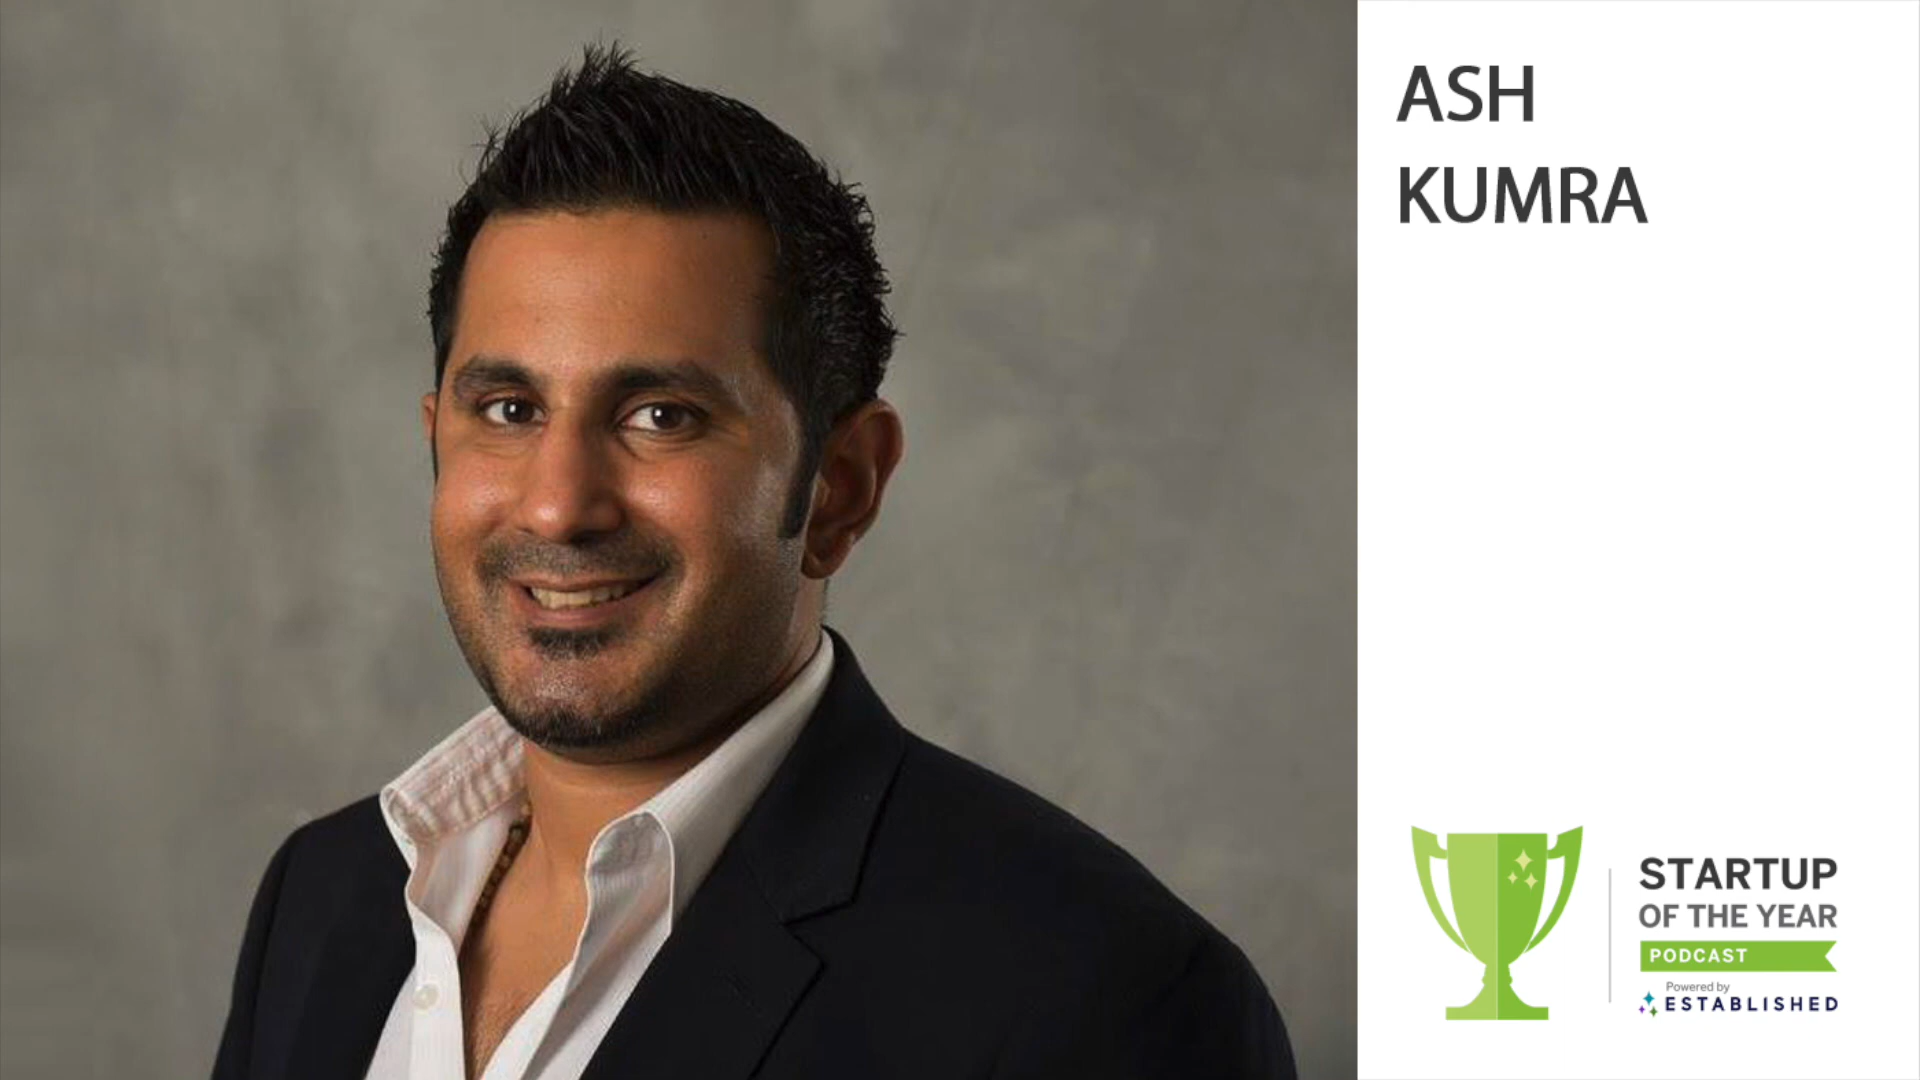 ASH
KUMRA
STARTUP
OF THE YEAR
PODCAST
Powered by
ESTABLISHED